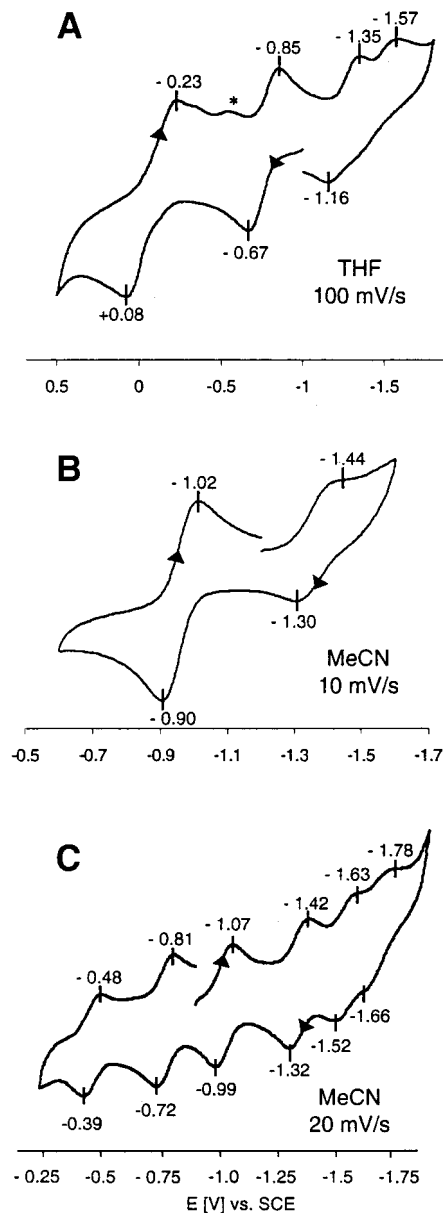 A
- 0.23
*
- 0.85
- 1.35
- 1.57
+0.08
- 0.67
- 1.16
THF
100 mV/s
0.5 0 -0.5 -1 -1.5
B
- 1.02
- 1.44
- 0.90
- 1.30
MeCN
10 mV/s
-0.5 -0.7 -0.9 -1.1 -1.3 -1.5 -1.7
C
- 0.48
- 0.81
- 1.07
- 1.42
- 1.63
- 1.78
-0.39
-0.72
-0.99
-1.32
-1.52
-1.66
MeCN
20 mV/s
- 0.25 -0.5 -0.75 -1.0 -1.25 -1.5 -1.75
E [V] vs. SCE